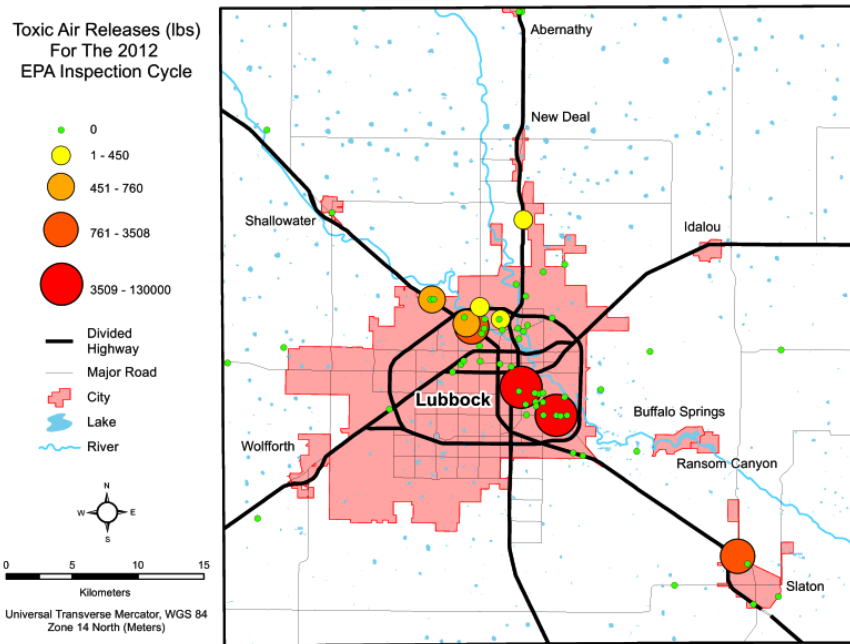 Toxic Air Releases (lbs)
For The 2012
EPA Inspection Cycle
0
1 - 450
451 - 760
761 - 3508
3509 - 130000
Divided
Highway
Major Road
City
Lake
River
N
W
E
S
0
5
10
15
Kilometers
Universal Transverse Mercator, WGS 84
Zone 14 North (Meters)
Abernathy
New Deal
Shallowater
Idalou
Lubbock
Buffalo Springs
Wolfforth
Ransom Canyon
Slaton